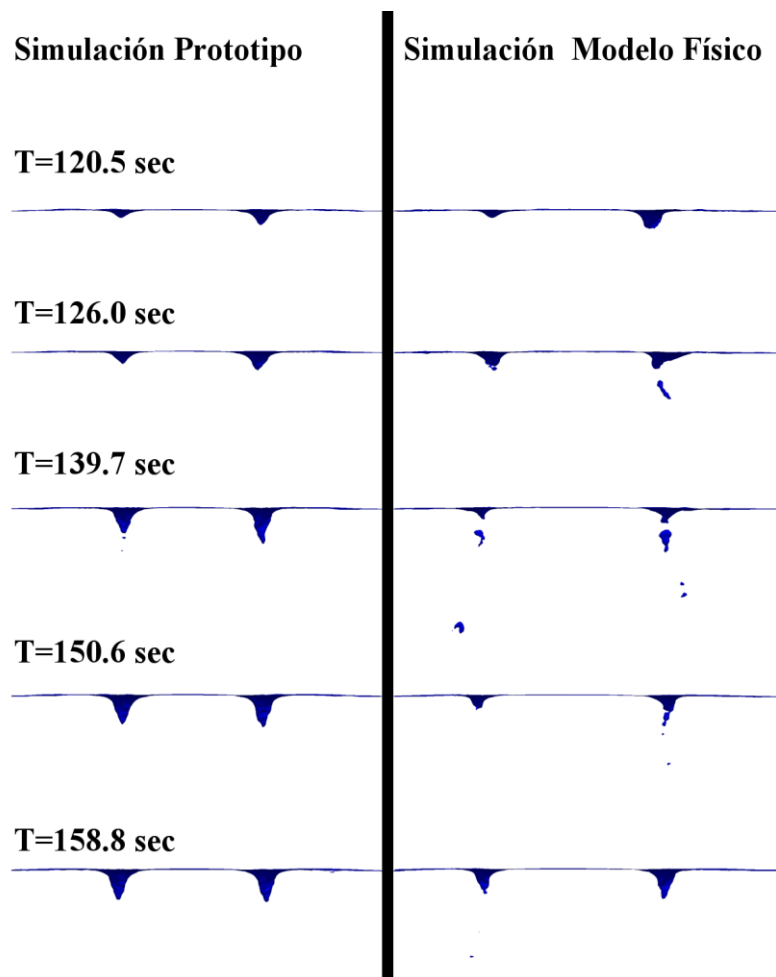 Simulación Prototipo
Simulación Modelo Físico
T=120.5 sec
T=126.0 sec
T=139.7 sec
T=150.6 sec
T=158.8 sec